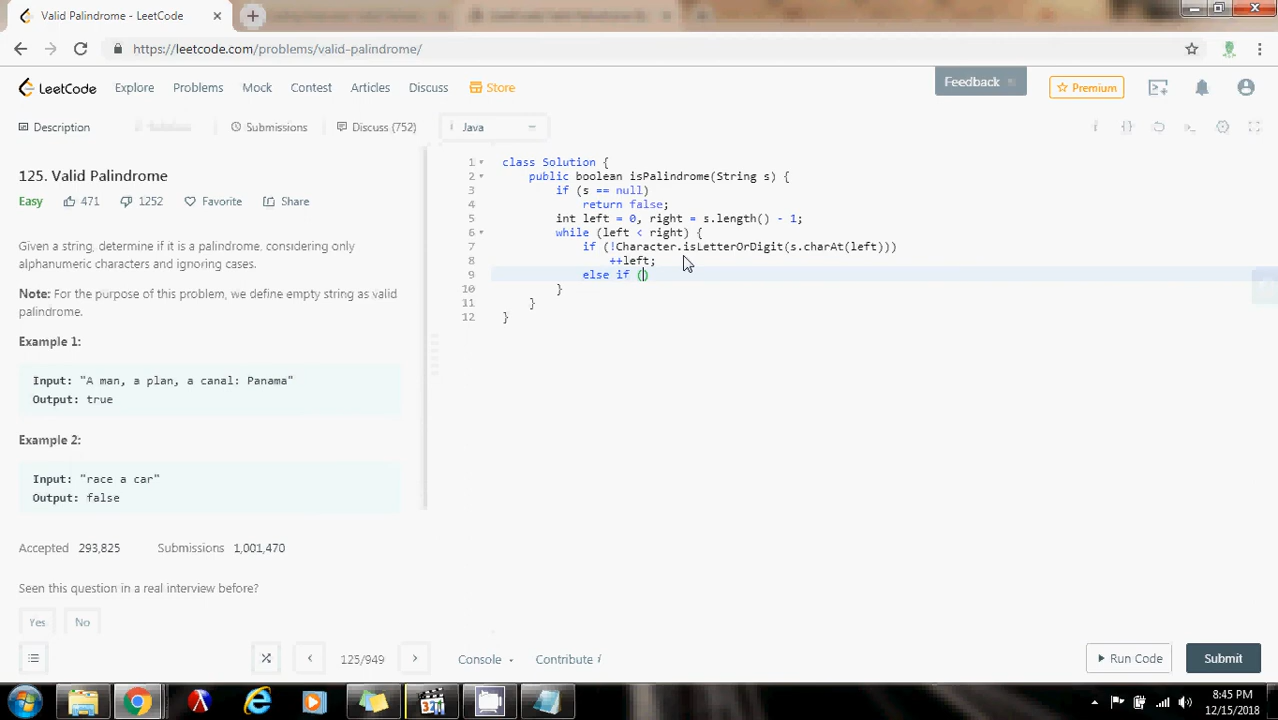 Valid Palindrome - LeetCode
https://leetcode.com/problems/valid-palindrome/
LeetCode Explore Problems Mock Contest Articles Discuss Store Feedback Premium
Description Submissions Discuss (752) Java
125. Valid Palindrome
Easy 471 1252 Favorite Share
Given a string, determine if it is a palindrome, considering only
alphanumeric characters and ignoring cases.
Note: For the purpose of this problem, we define empty string as valid
palindrome.
Example 1:
Input: "A man, a plan, a canal: Panama"
Output: true
Example 2:
Input: "race a car"
Output: false
Accepted 293,825 Submissions 1,001,470
Seen this question in a real interview before?
Yes No
1 class Solution {
2 public boolean isPalindrome(String s) {
3 if (s == null)
4 return false;
5 int left = 0, right = s.length() - 1;
6 while (left < right) {
7 if (!Character.isLetterOrDigit(s.charAt(left)))
8 ++left;
9 else if ()
10 }
11 }
12 }
125/949 Console Contribute i Run Code Submit
8:45 PM
12/15/2018